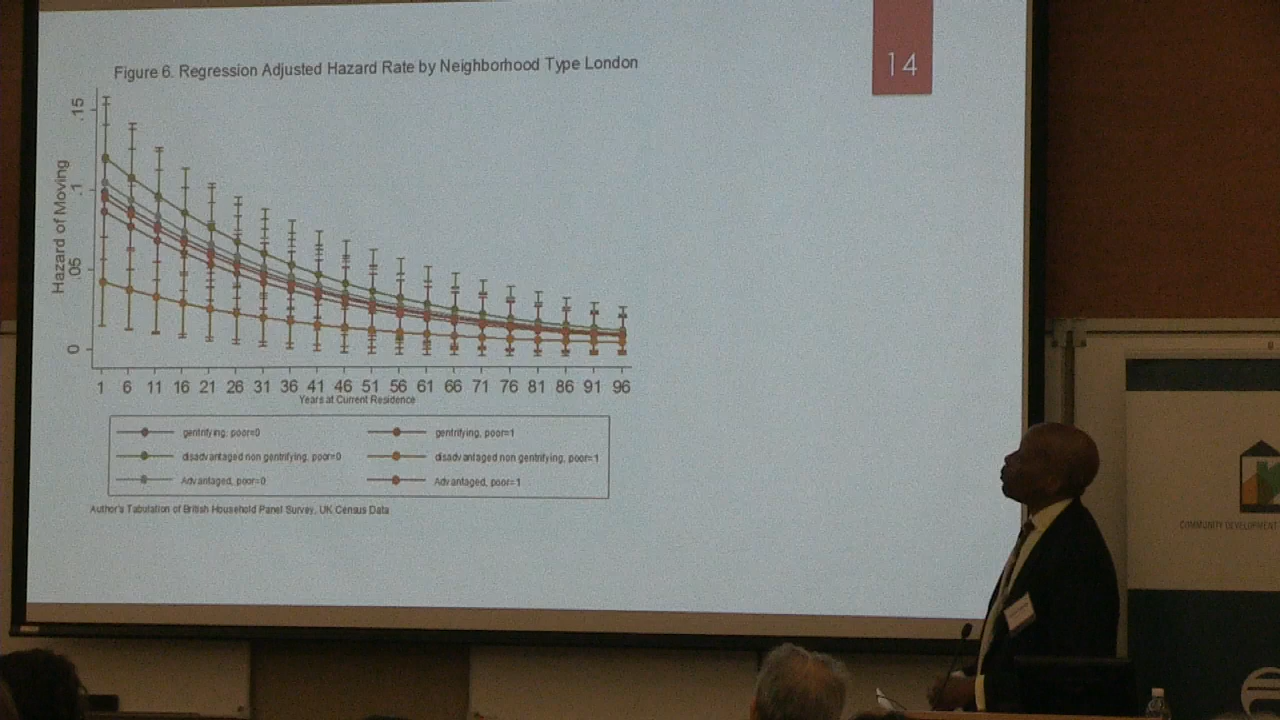 14
Figure 6. Regression Adjusted Hazard Rate by Neighborhood Type London
Hazard of Moving
.15
.1
.05
0
1 6 11 16 21 26 31 36 41 46 51 56 61 66 71 76 81 86 91 96
Years at Current Residence
gentrifying, poor=0 gentrifying, poor=1
disadvantaged non gentrifying, poor=0 disadvantaged non gentrifying, poor=1
Advantaged, poor=0 Advantaged, poor=1
Author's Tabulation of British Household Panel Survey, UK Census Data
COMMUNITY DEVELOPMENT